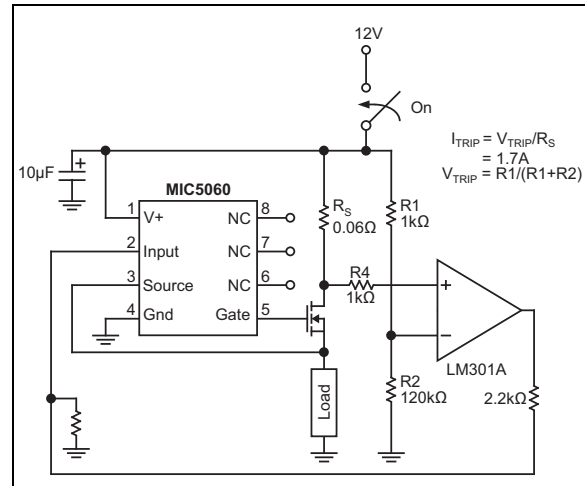 12V
On
I_TRIP = V_TRIP/R_S
= 1.7A
V_TRIP = R1/(R1+R2)
10µF
+
MIC5060
1 V+
2 Input
3 Source
4 Gnd
NC 8
NC 7
NC 6
Gate 5
R_S
0.06Ω
R1
1kΩ
R4
1kΩ
+
−
LM301A
R2
120kΩ
2.2kΩ
Load